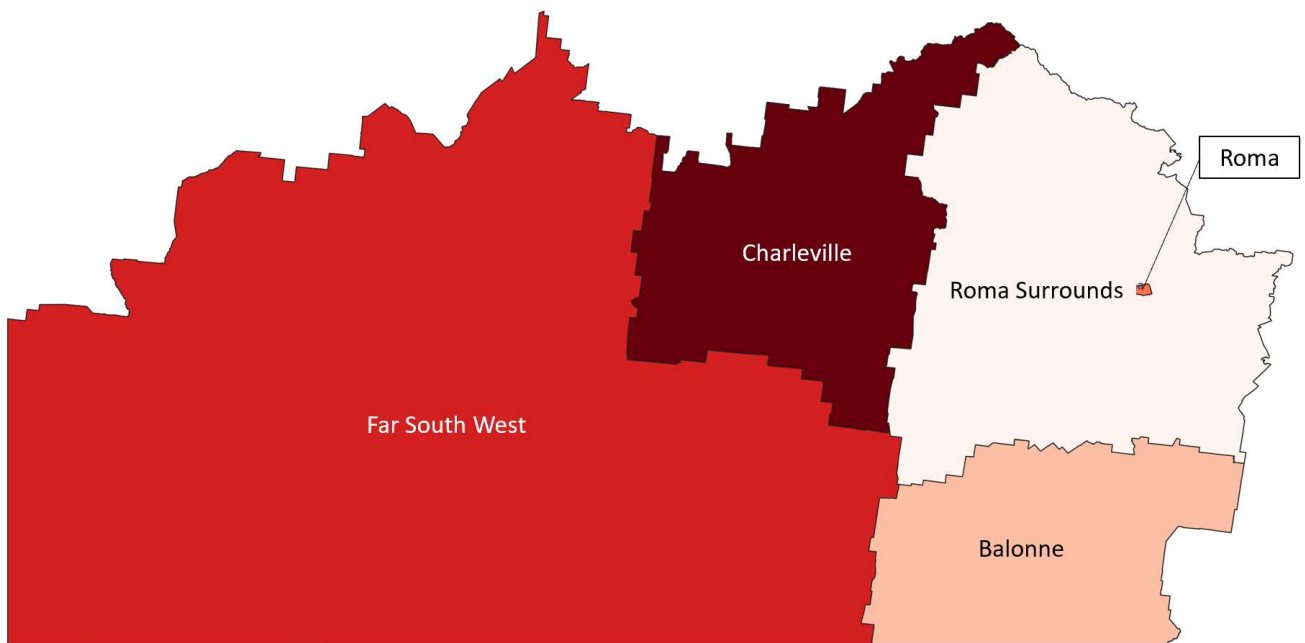 Roma
Charleville
Roma Surrounds
Far South West
Balonne